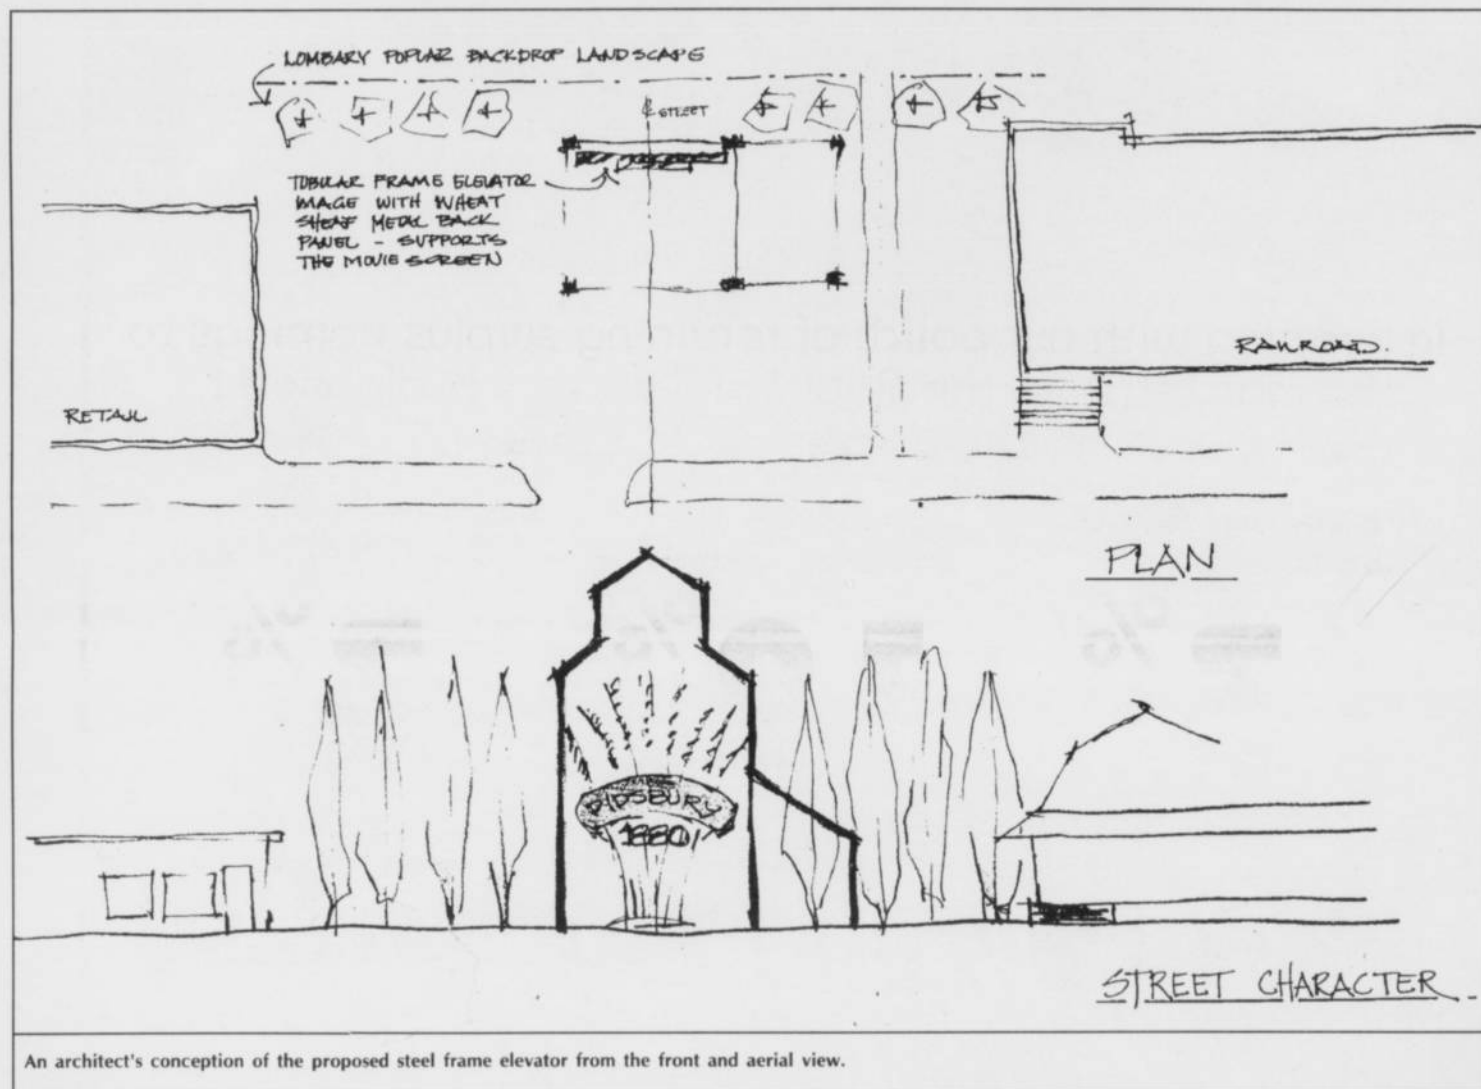 LOMBARY POPLAR BACKDROP LANDSCAPE
℄ STREET
TUBULAR FRAME ELEVATOR
IMAGE WITH WHEAT
SHEAF METAL BACK
PANEL - SUPPORTS
THE MOVIE SCREEN
RETAIL
RAILROAD.
PLAN
DIDSBURY
1880
STREET CHARACTER
An architect's conception of the proposed steel frame elevator from the front and aerial view.